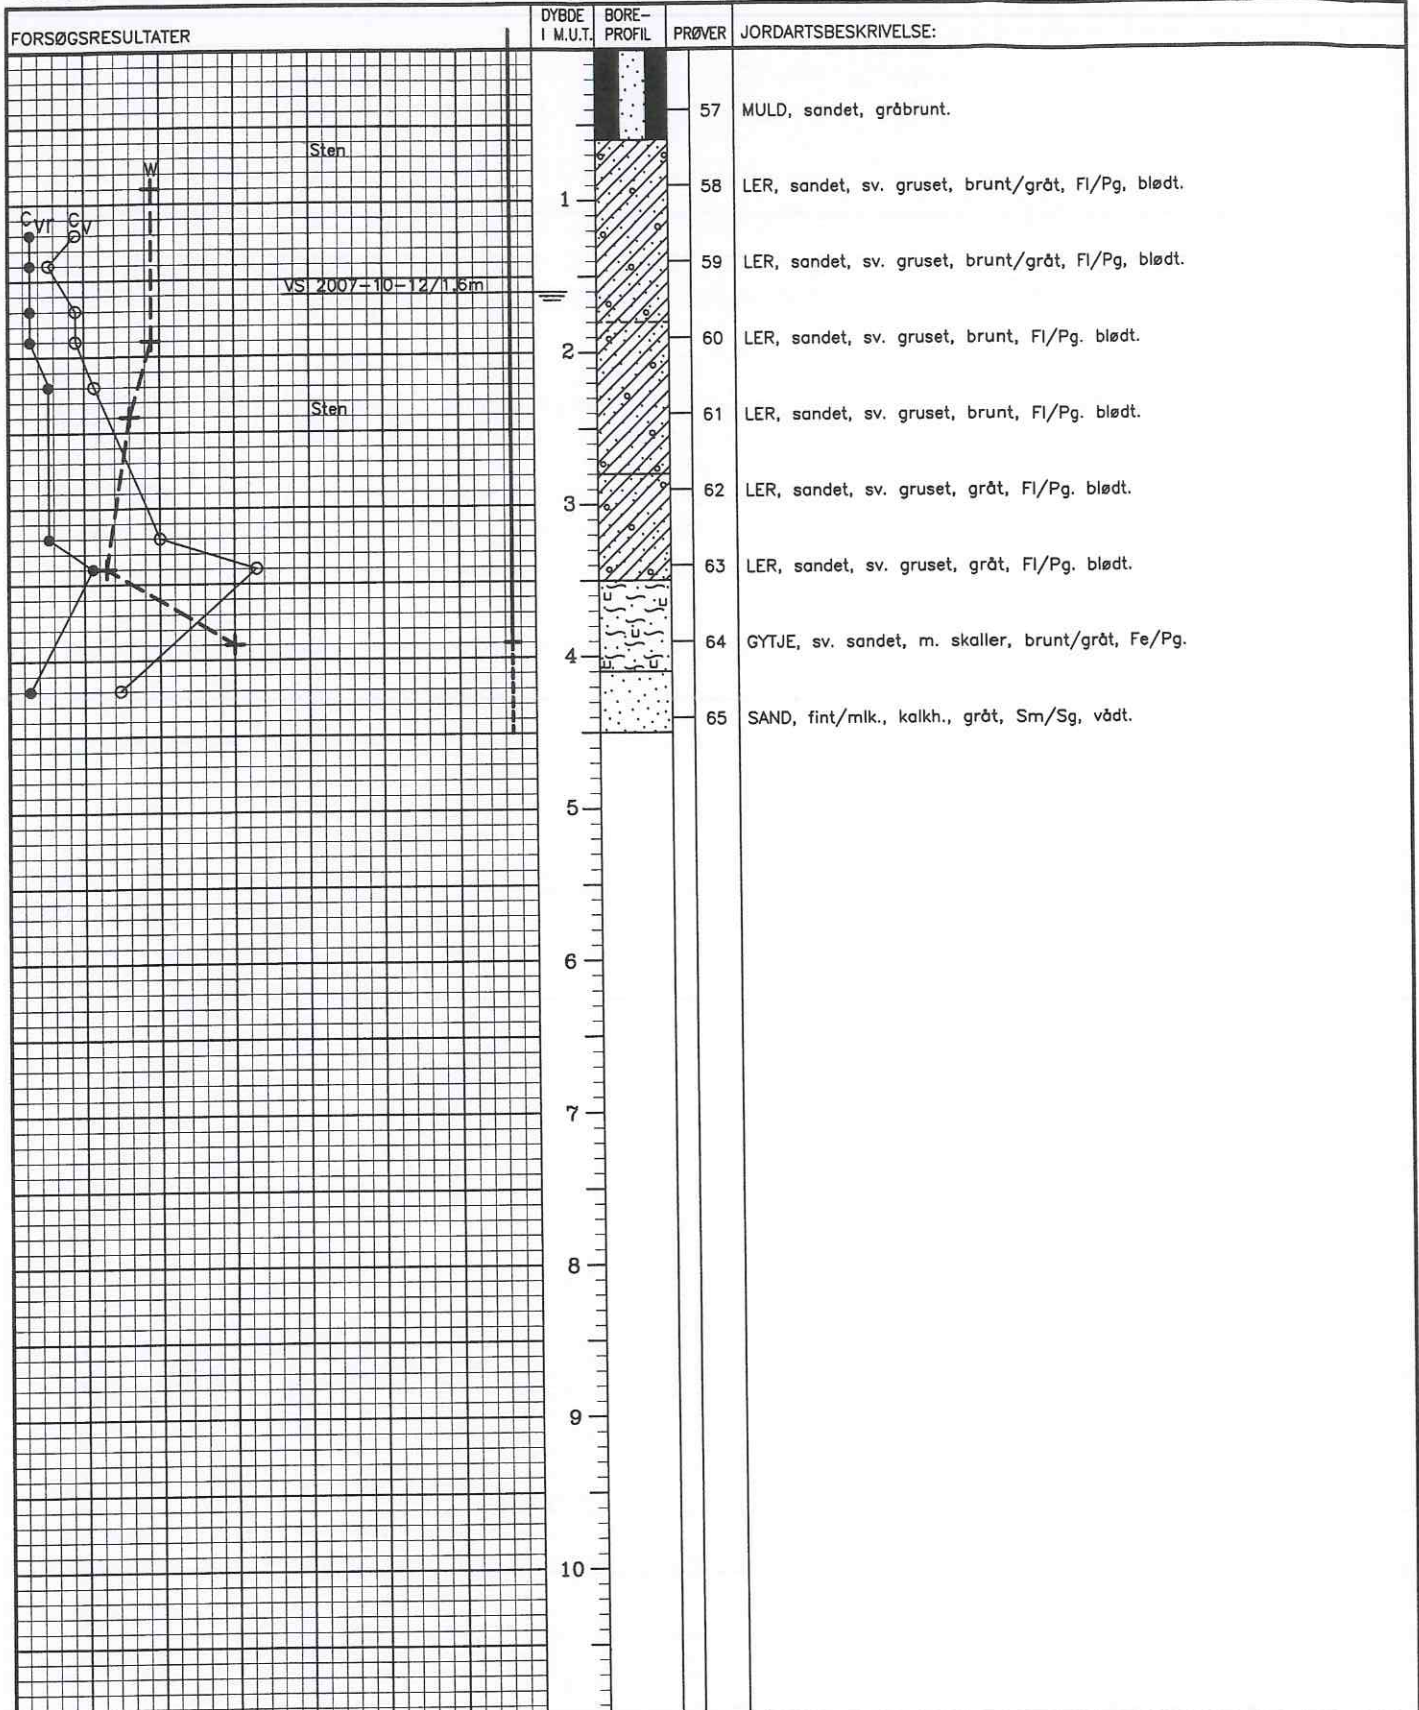 FORSØGSRESULTATER
DYBDE I M.U.T.
BORE-PROFIL
PRØVER
JORDARTSBESKRIVELSE:
57 MULD, sandet, gråbrunt.
Sten
W
1
58 LER, sandet, sv. gruset, brunt/gråt, Fl/Pg, blødt.
Cvr Cv
59 LER, sandet, sv. gruset, brunt/gråt, Fl/Pg, blødt.
VS 2007-10-12/1.6m
60 LER, sandet, sv. gruset, brunt, Fl/Pg. blødt.
2
Sten
61 LER, sandet, sv. gruset, brunt, Fl/Pg. blødt.
62 LER, sandet, sv. gruset, gråt, Fl/Pg. blødt.
3
63 LER, sandet, sv. gruset, gråt, Fl/Pg. blødt.
64 GYTJE, sv. sandet, m. skaller, brunt/gråt, Fe/Pg.
4
65 SAND, fint/mlk., kalkh., gråt, Sm/Sg, vådt.
5
6
7
8
9
10